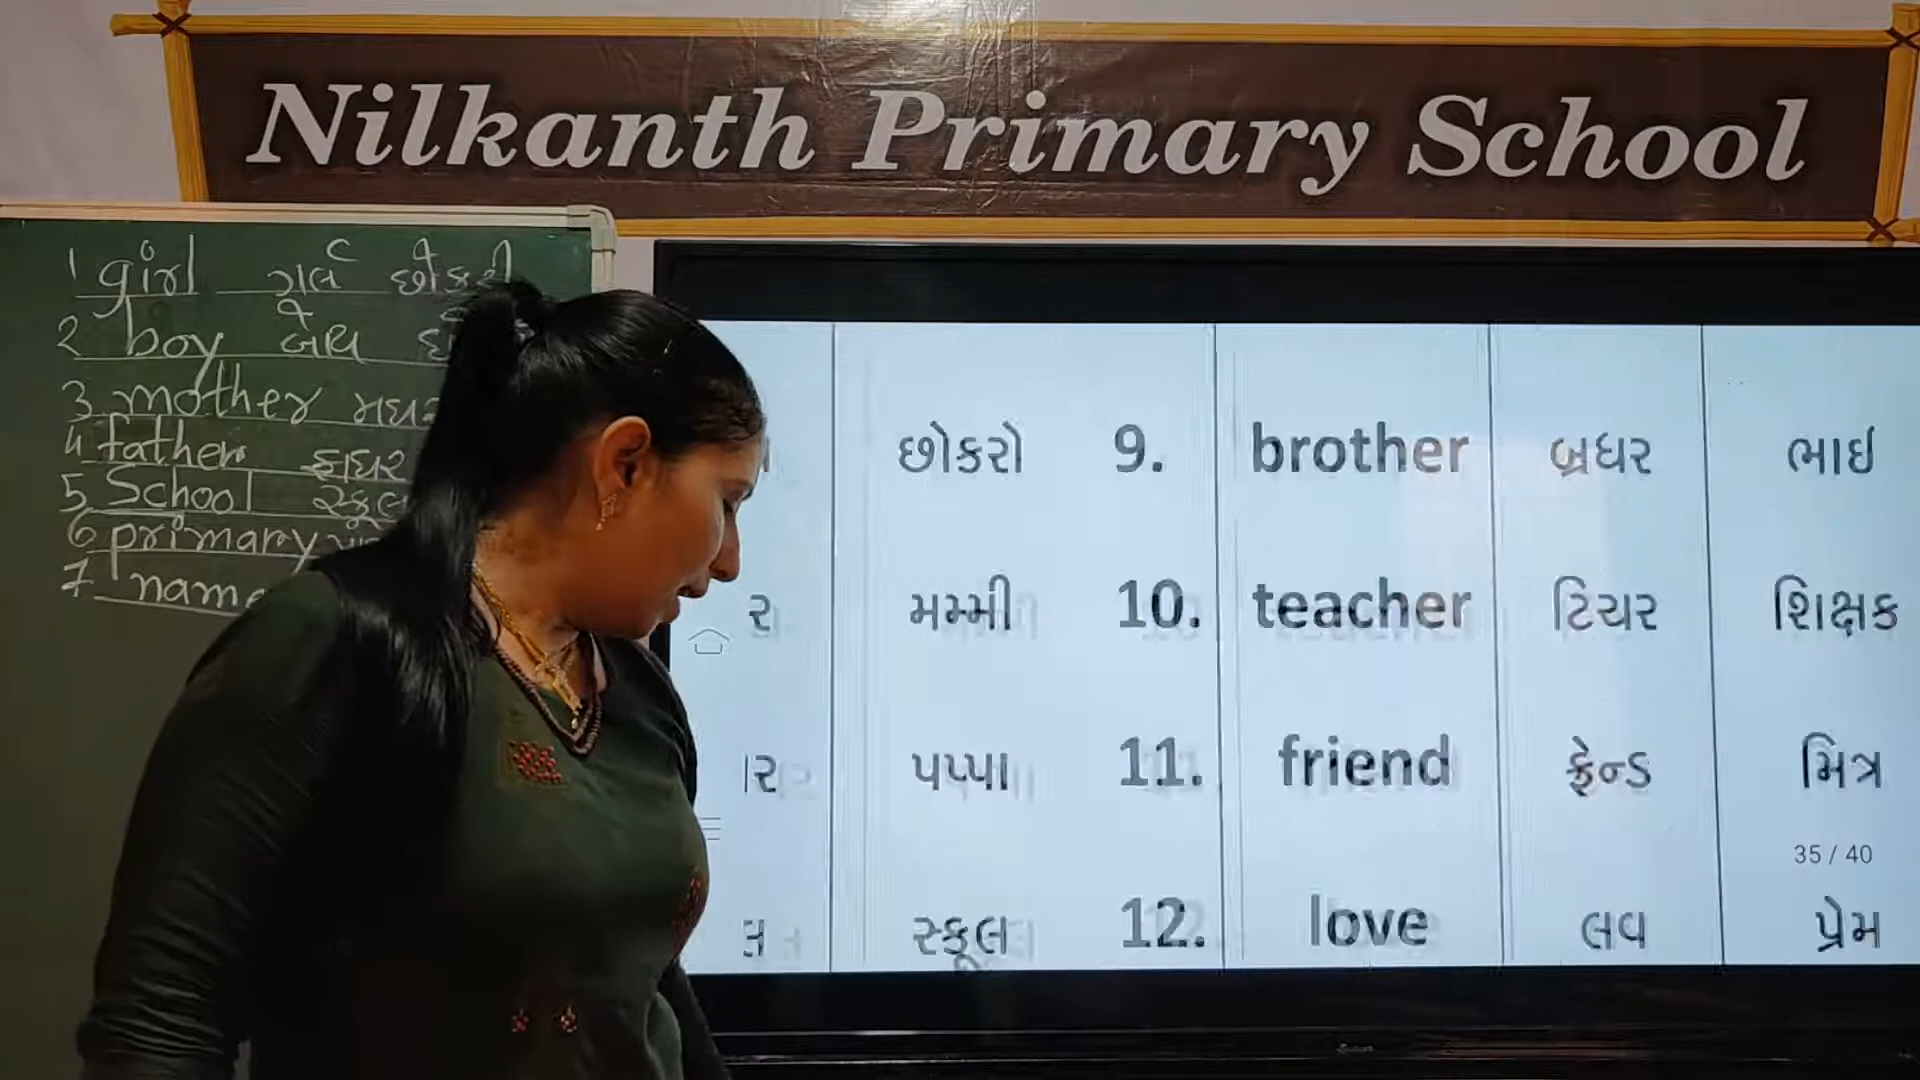 Nilkanth Primary School
1 girl ગર્લ છોકરી
2 boy બોય
3 mother મધર
4 father ફાધર
5 School સ્કૂલ
6 primary
7 name
છોકરો 9. brother બ્રધર ભાઈ
ર મમ્મી 10. teacher ટિચર શિક્ષક
ાર પપ્પા 11. friend ફ્રેન્ડ મિત્ર
35 / 40
સ્કૂલ 12. love લવ પ્રેમ